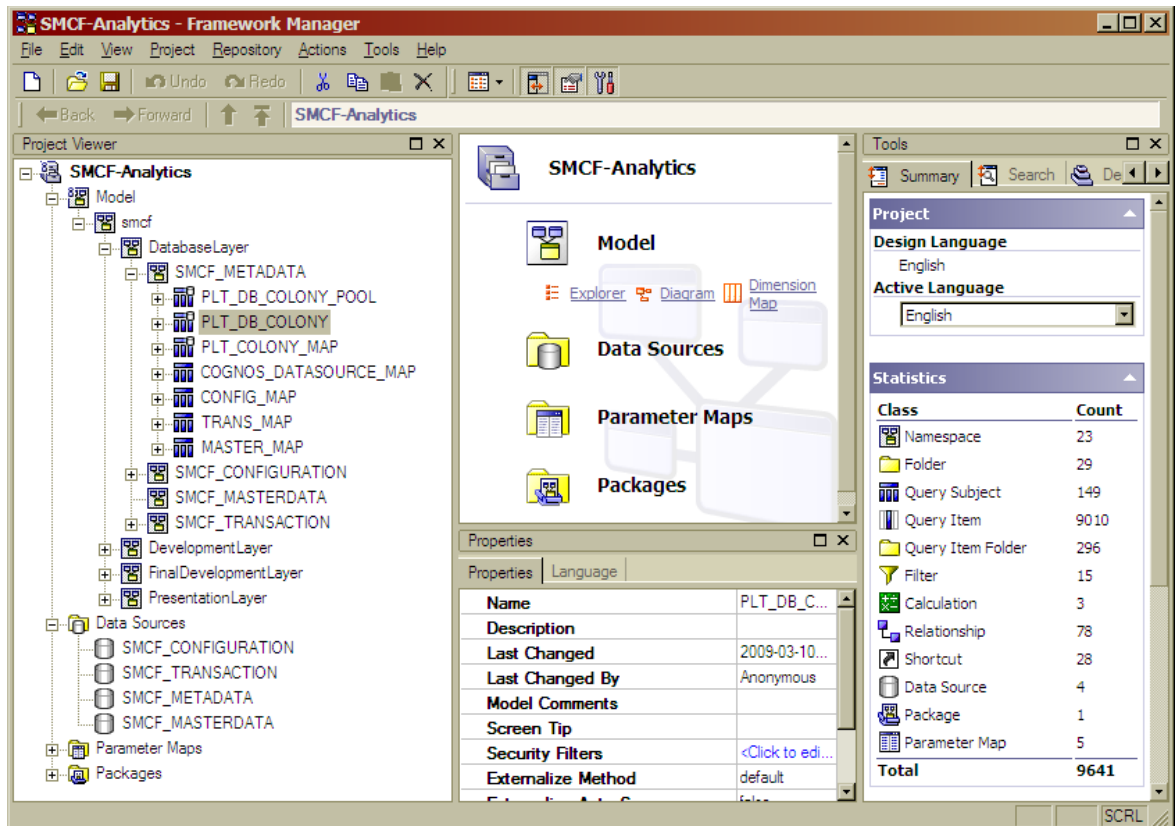 SMCF-Analytics - Framework Manager
File Edit View Project Repository Actions Tools Help
Undo Redo
Back Forward SMCF-Analytics
Project Viewer
SMCF-Analytics
Model
smcf
DatabaseLayer
SMCF_METADATA
PLT_DB_COLONY_POOL
PLT_DB_COLONY
PLT_COLONY_MAP
COGNOS_DATASOURCE_MAP
CONFIG_MAP
TRANS_MAP
MASTER_MAP
SMCF_CONFIGURATION
SMCF_MASTERDATA
SMCF_TRANSACTION
DevelopmentLayer
FinalDevelopmentLayer
PresentationLayer
Data Sources
SMCF_CONFIGURATION
SMCF_TRANSACTION
SMCF_METADATA
SMCF_MASTERDATA
Parameter Maps
Packages
SMCF-Analytics
Model
Explorer Diagram Dimension
Map
Data Sources
Parameter Maps
Packages
Properties
Properties Language
Name PLT_DB_C...
Description
Last Changed 2009-03-10...
Last Changed By Anonymous
Model Comments
Screen Tip
Security Filters <Click to edi...
Externalize Method default
Tools
Summary Search De
Project
Design Language
English
Active Language
English
Statistics
Class Count
Namespace 23
Folder 29
Query Subject 149
Query Item 9010
Query Item Folder 296
Filter 15
Calculation 3
Relationship 78
Shortcut 28
Data Source 4
Package 1
Parameter Map 5
Total 9641
SCRL